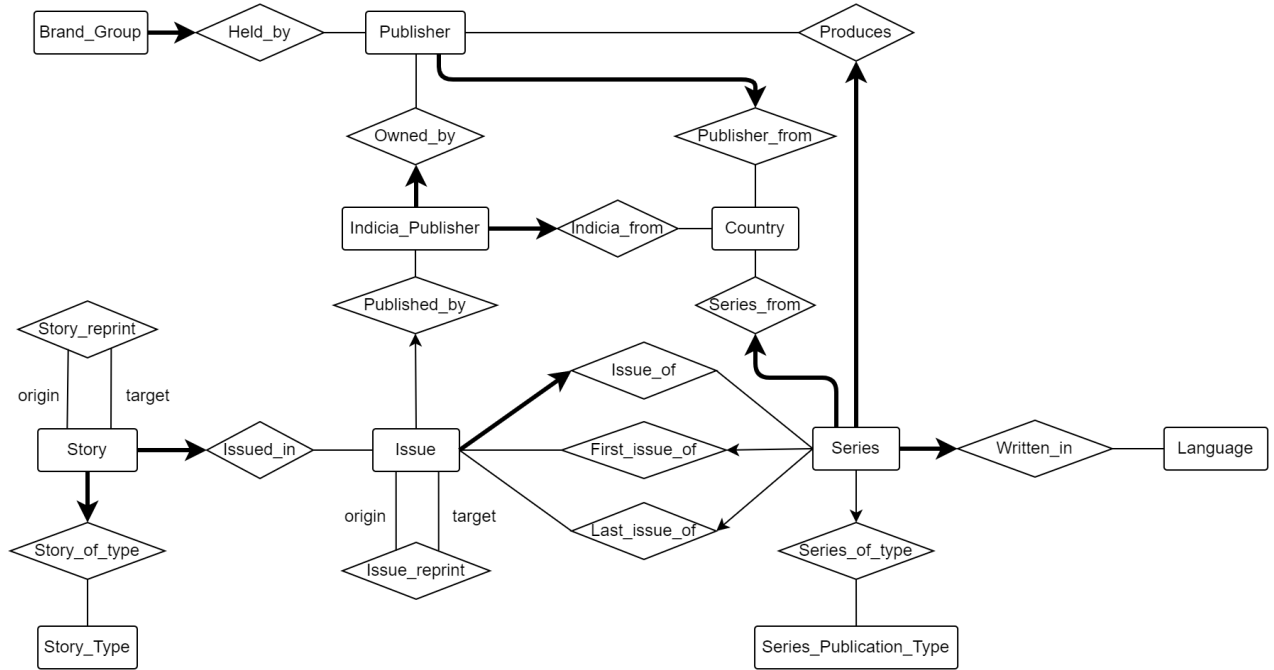 Brand_Group
Held_by
Publisher
Produces
Owned_by
Publisher_from
Indicia_Publisher
Indicia_from
Country
Published_by
Series_from
Story_reprint
origin
target
Issue_of
Story
Issued_in
Issue
First_issue_of
Series
Written_in
Language
origin
target
Last_issue_of
Story_of_type
Issue_reprint
Series_of_type
Story_Type
Series_Publication_Type